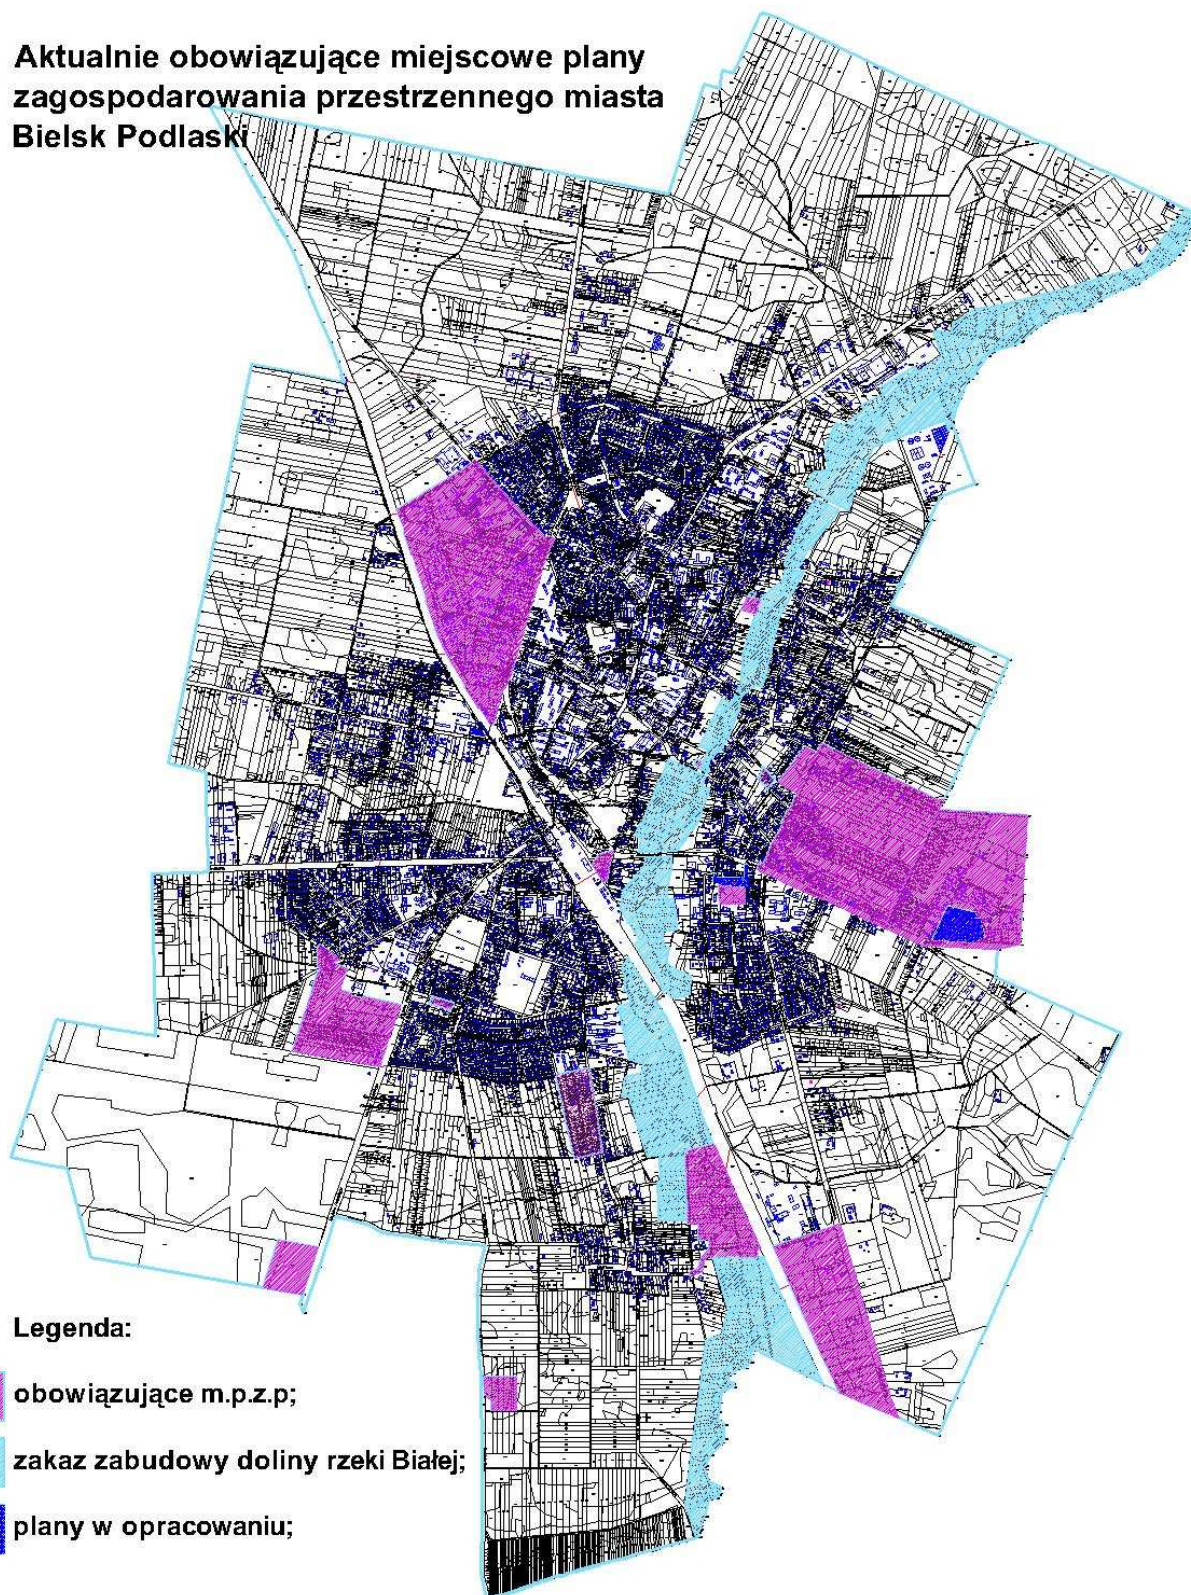 Aktualnie obowiązujące miejscowe plany
zagospodarowania przestrzennego miasta
Bielsk Podlaski
Legenda:
obowiązujące m.p.z.p;
zakaz zabudowy doliny rzeki Białej;
plany w opracowaniu;